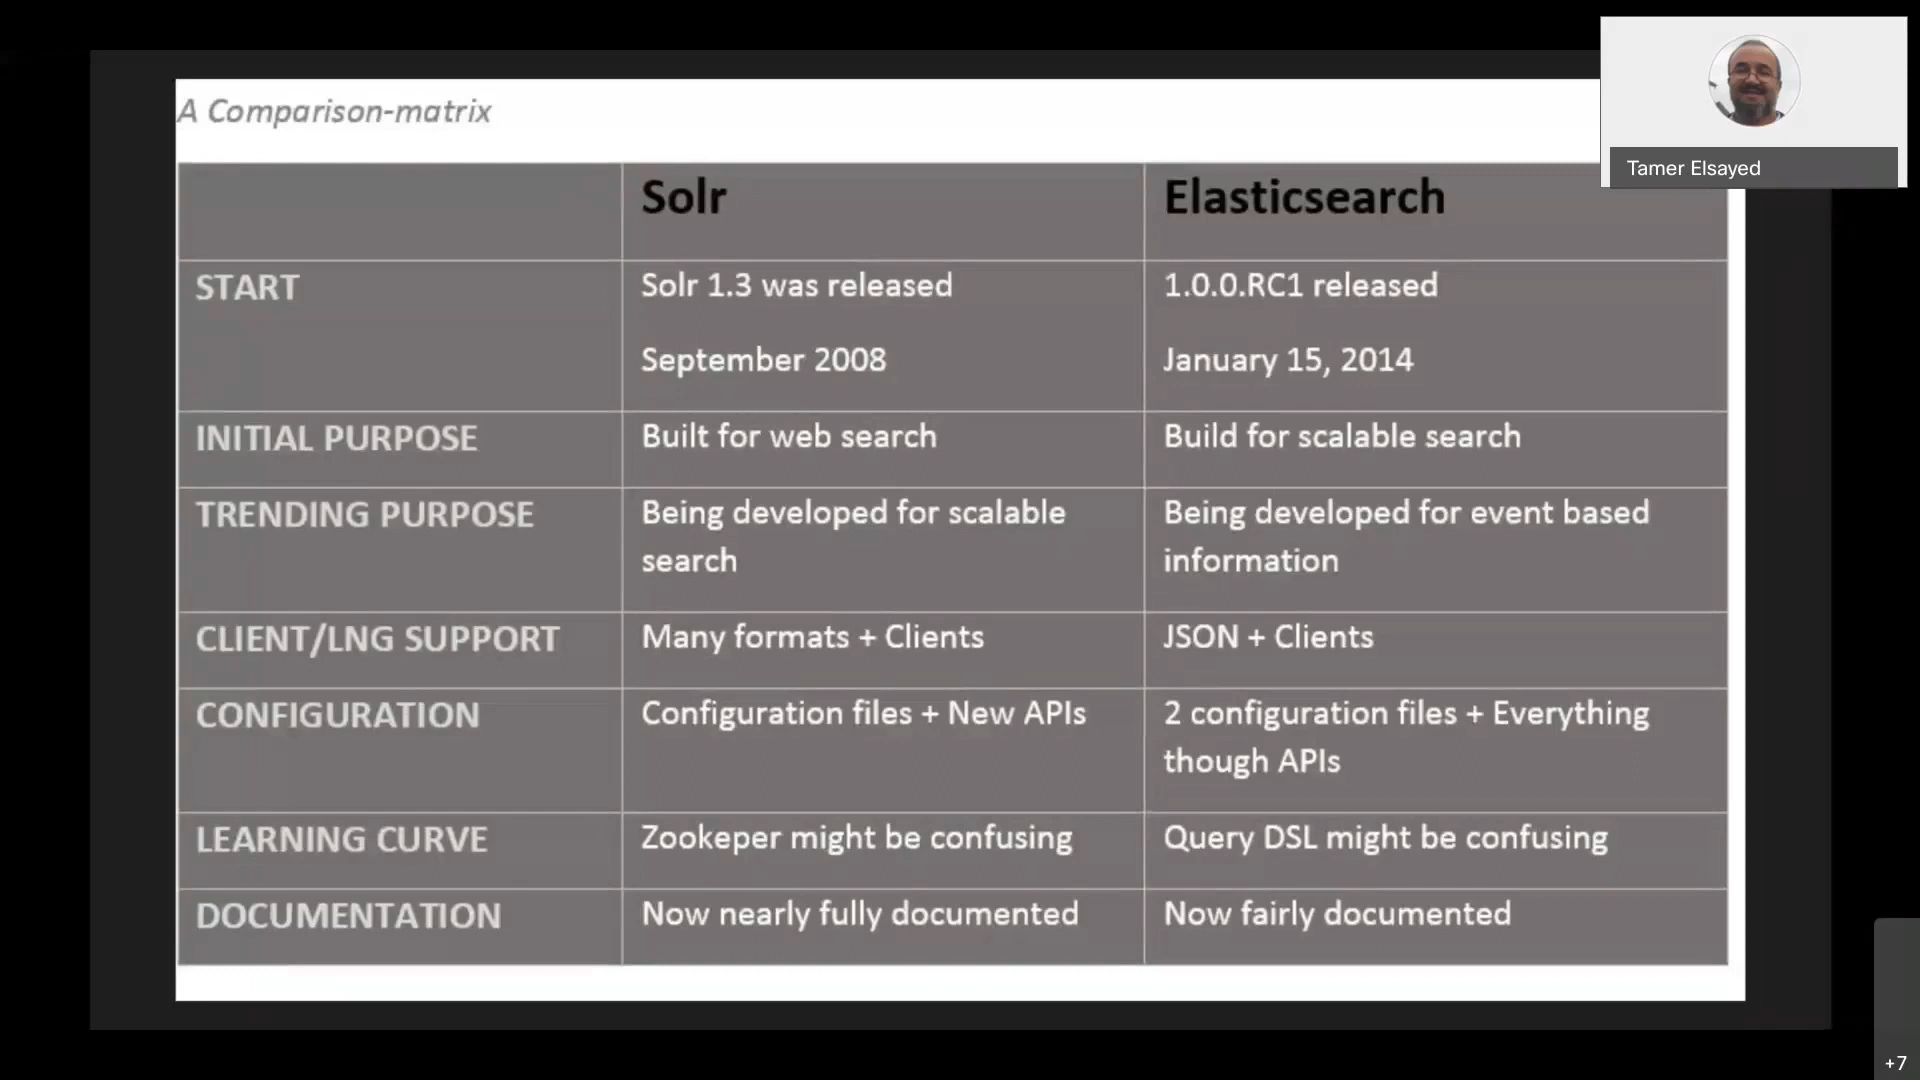 A Comparison-matrix
Tamer Elsayed
Solr
Elasticsearch
START
Solr 1.3 was released
September 2008
1.0.0.RC1 released
January 15, 2014
INITIAL PURPOSE
Built for web search
Build for scalable search
TRENDING PURPOSE
Being developed for scalable
search
Being developed for event based
information
CLIENT/LNG SUPPORT
Many formats + Clients
JSON + Clients
CONFIGURATION
Configuration files + New APIs
2 configuration files + Everything
though APIs
LEARNING CURVE
Zookeper might be confusing
Query DSL might be confusing
DOCUMENTATION
Now nearly fully documented
Now fairly documented
+7